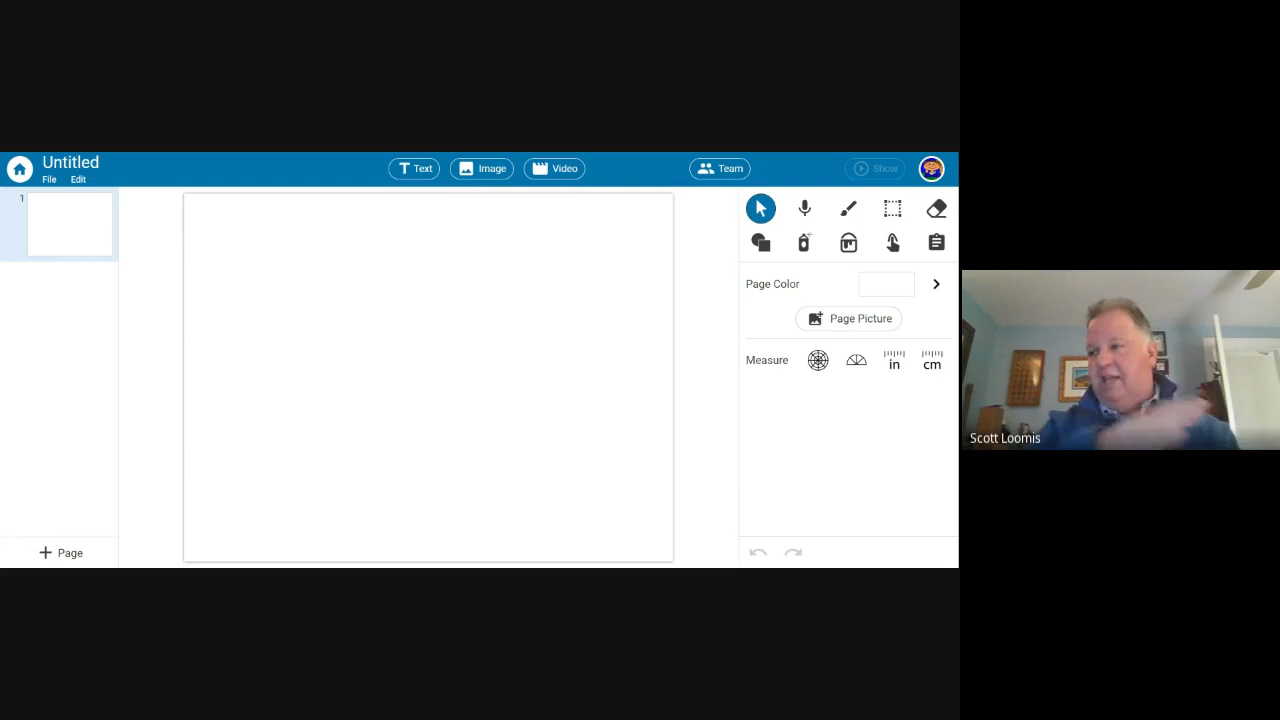 Untitled
File Edit
Text Image Video Team Show
1
Page Color
Page Picture
Measure in cm
Page
Scott Loomis